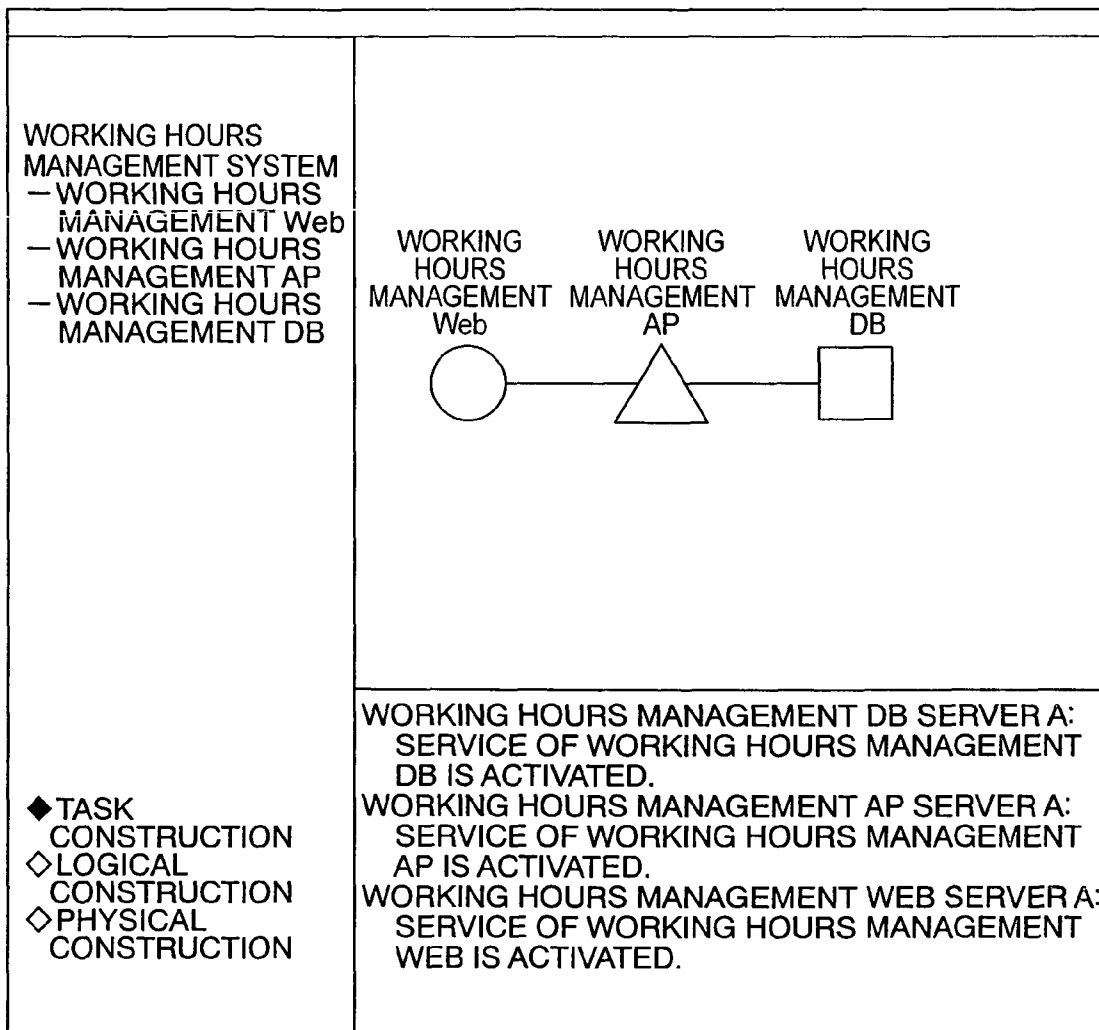 WORKING HOURS
MANAGEMENT SYSTEM
– WORKING HOURS
MANAGEMENT Web
– WORKING HOURS
MANAGEMENT AP
– WORKING HOURS
MANAGEMENT DB
◆TASK
CONSTRUCTION
◇LOGICAL
CONSTRUCTION
◇PHYSICAL
CONSTRUCTION
WORKING
HOURS
MANAGEMENT
Web
WORKING
HOURS
MANAGEMENT
AP
WORKING
HOURS
MANAGEMENT
DB
WORKING HOURS MANAGEMENT DB SERVER A:
SERVICE OF WORKING HOURS MANAGEMENT
DB IS ACTIVATED.
WORKING HOURS MANAGEMENT AP SERVER A:
SERVICE OF WORKING HOURS MANAGEMENT
AP IS ACTIVATED.
WORKING HOURS MANAGEMENT WEB SERVER A:
SERVICE OF WORKING HOURS MANAGEMENT
WEB IS ACTIVATED.